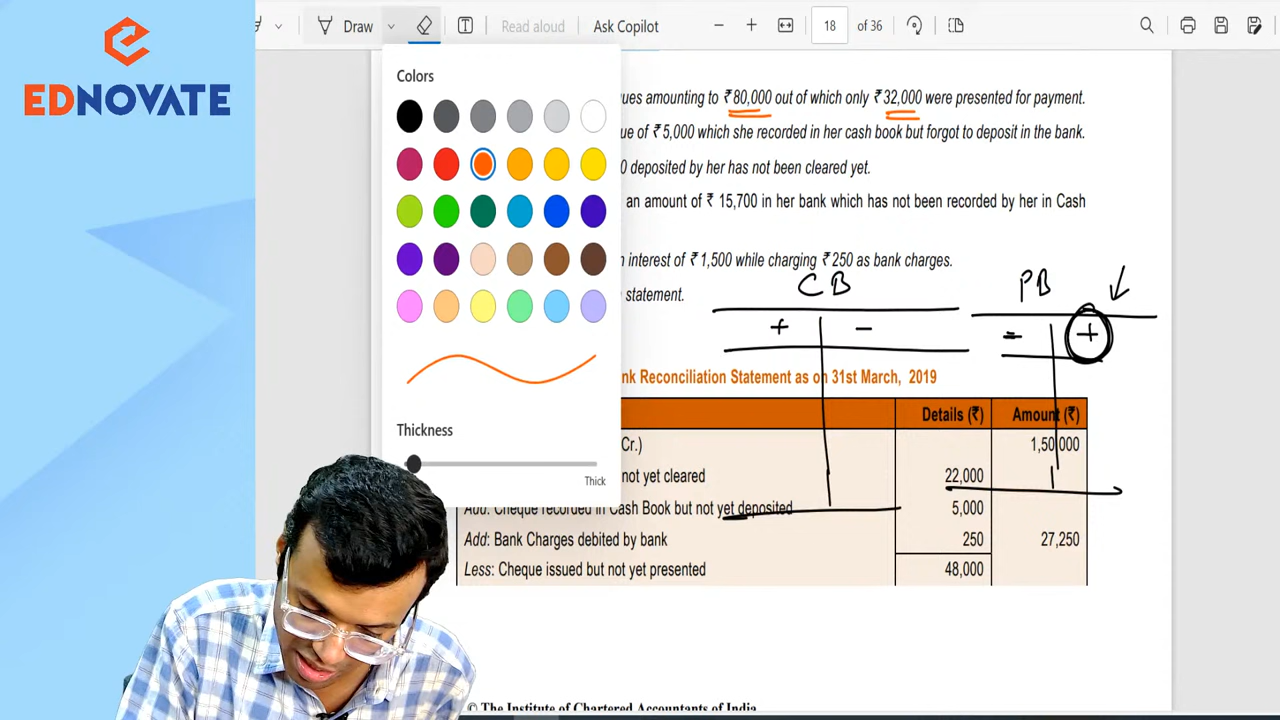 EDNOVATE
Draw
Read aloud
Ask Copilot
18
of 36
Colors
Thickness
Thick
ues amounting to ₹ 80,000 out of which only ₹ 32,000 were presented for payment.
ue of ₹ 5,000 which she recorded in her cash book but forgot to deposit in the bank.
0 deposited by her has not been cleared yet.
an amount of ₹ 15,700 in her bank which has not been recorded by her in Cash
n interest of ₹ 1,500 while charging ₹ 250 as bank charges.
statement.
CB
PB
+ −
− +
nk Reconciliation Statement as on 31st March, 2019
Details (₹) Amount (₹)
Cr.) 1,50,000
not yet cleared 22,000
Add: Cheque recorded in Cash Book but not yet deposited 5,000
Add: Bank Charges debited by bank 250 27,250
Less: Cheque issued but not yet presented 48,000
© The Institute of Chartered Accountants of India